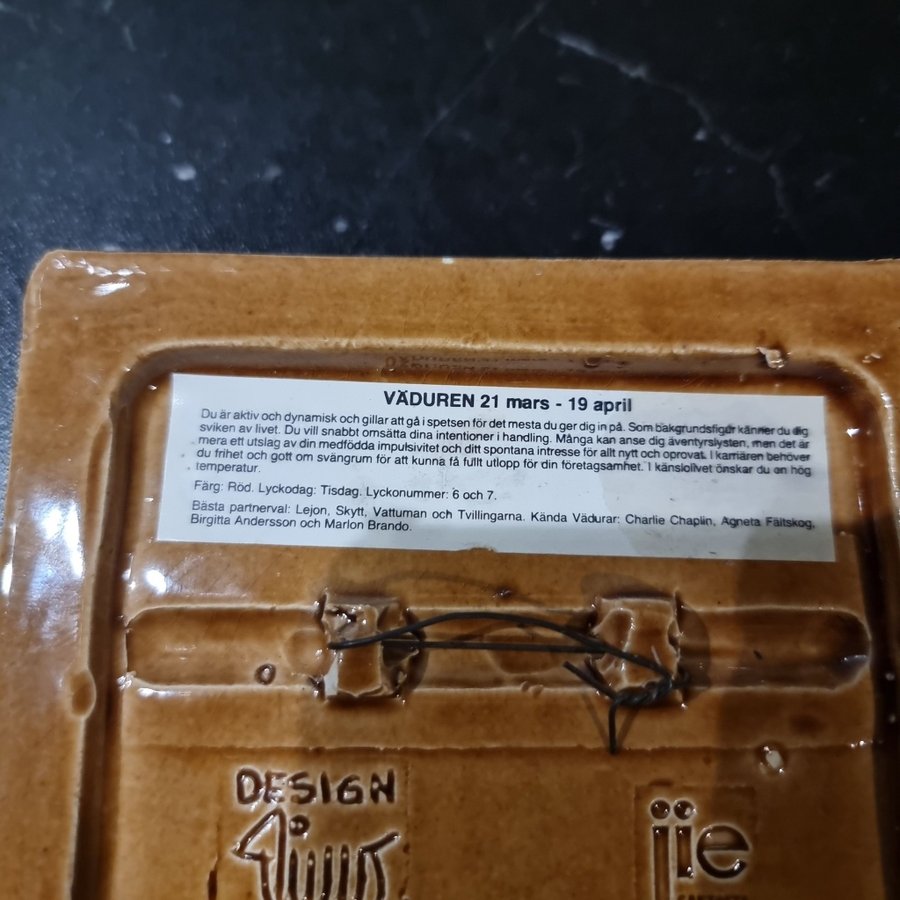 VÄDUREN 21 mars - 19 april
Du är aktiv och dynamisk och gillar att gå i spetsen för det mesta du ger dig in på. Som bakgrundsfigur känner du dig
sviken av livet. Du vill snabbt omsätta dina intentioner i handling. Många kan anse dig äventyrslysten, men det är
mera ett utslag av din medfödda impulsivitet och ditt spontana intresse för allt nytt och oprovat. I karriären behöver
du frihet och gott om svängrum för att kunna få fullt utlopp för din företagsamhet. I känslolivet önskar du en hög
temperatur.
Färg: Röd. Lyckodag: Tisdag. Lyckonummer: 6 och 7.
Bästa partnerval: Lejon, Skytt, Vattuman och Tvillingarna. Kända Vädurar: Charlie Chaplin, Agneta Fältskog,
Birgitta Andersson och Marlon Brando.
DESIGN
jie